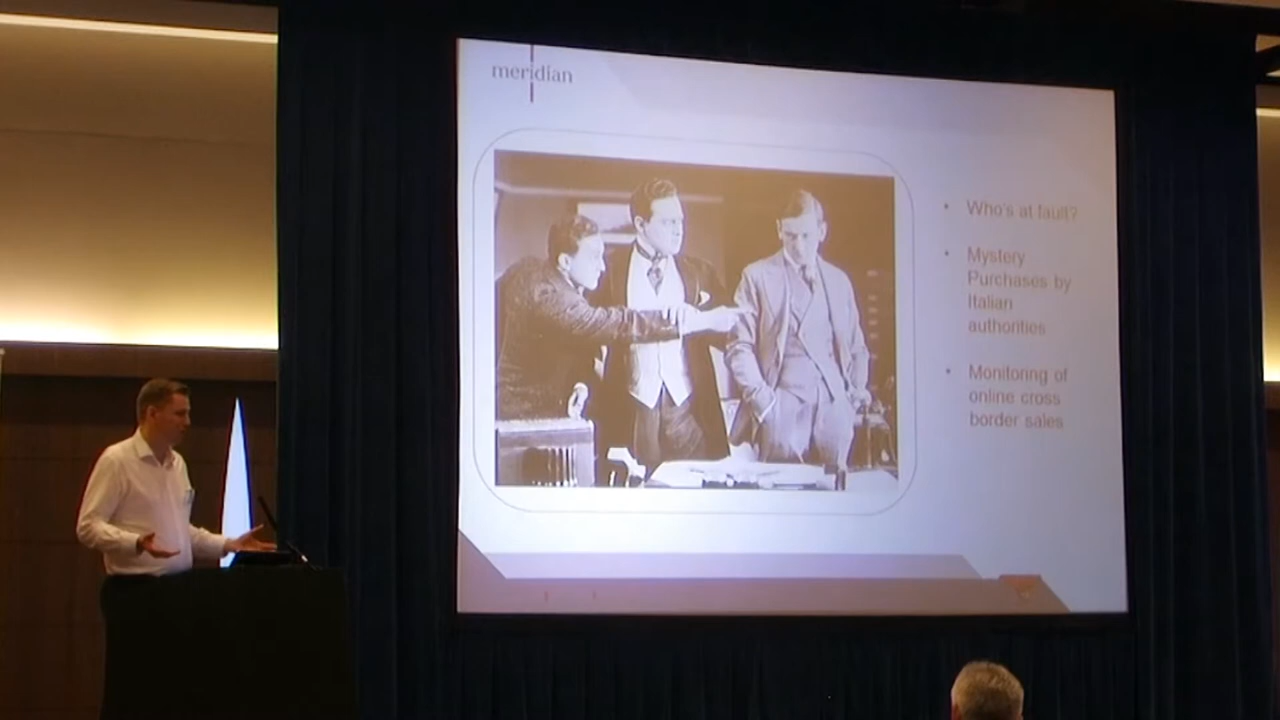 meridian
• Who's at fault?
• Mystery
Purchases by
Italian
authorities
• Monitoring of
online cross
border sales